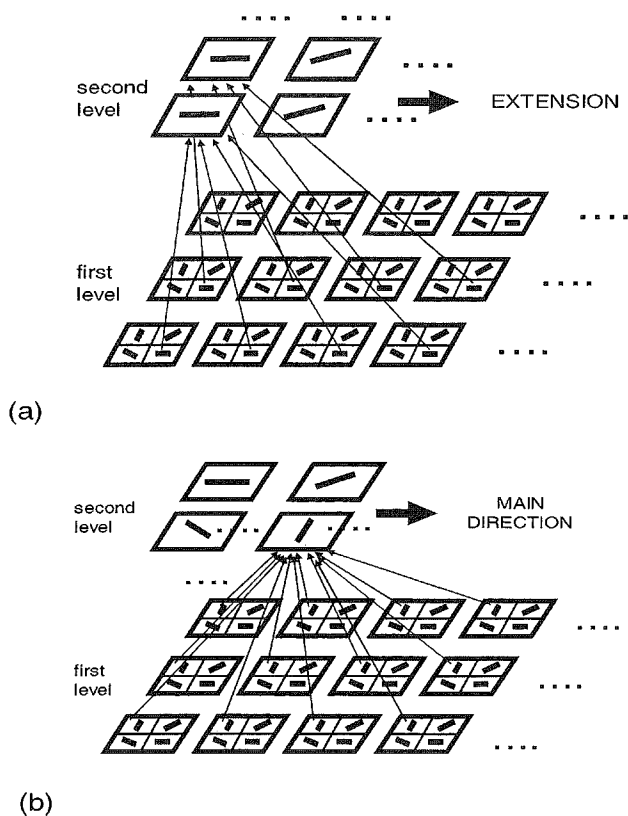 second
level
EXTENSION
first
level
(a)
second
level
MAIN
DIRECTION
first
level
(b)